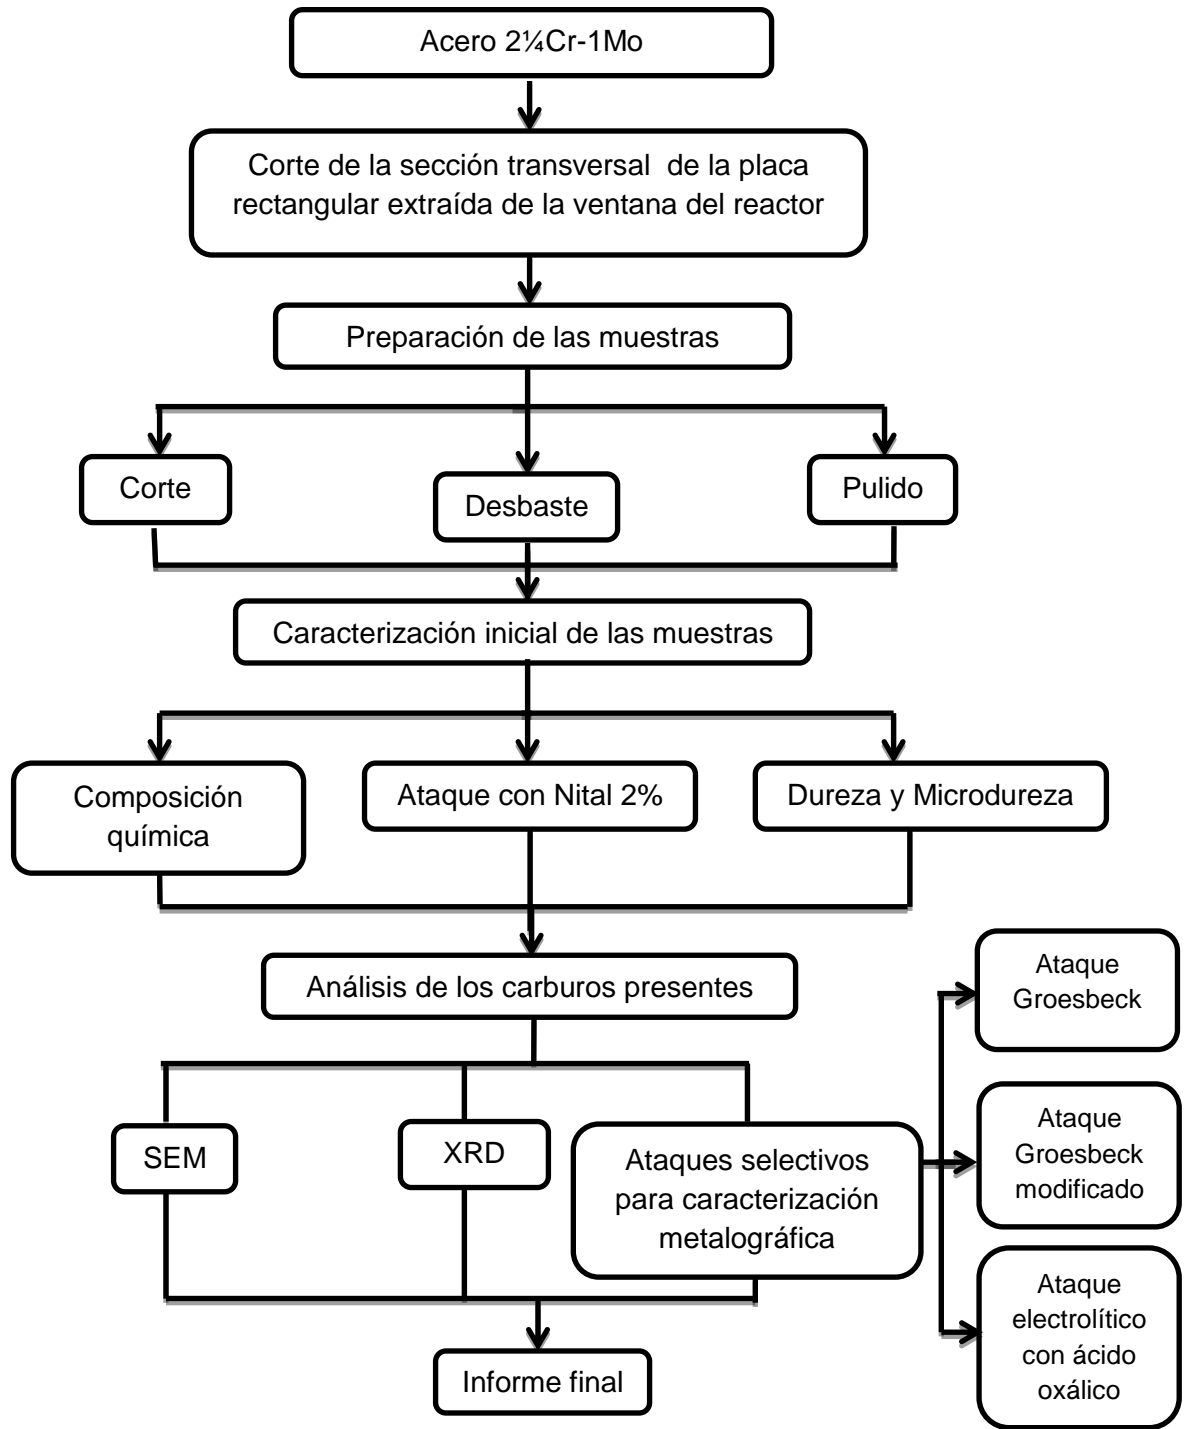 Acero 2¼Cr-1Mo
Corte de la sección transversal de la placa
rectangular extraída de la ventana del reactor
Preparación de las muestras
Corte
Desbaste
Pulido
Caracterización inicial de las muestras
Composición
química
Ataque con Nital 2%
Dureza y Microdureza
Análisis de los carburos presentes
SEM
XRD
Ataques selectivos
para caracterización
metalográfica
Ataque
Groesbeck
Ataque
Groesbeck
modificado
Ataque
electrolítico
con ácido
oxálico
Informe final